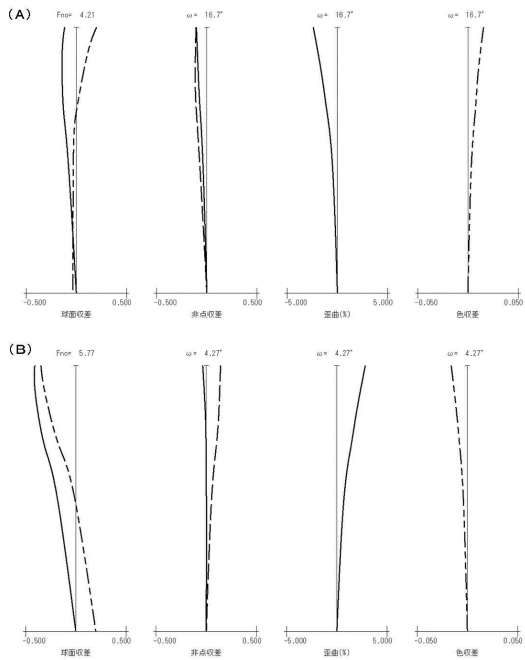 (A)
Fno= 4.21 ω= 16.7° ω= 16.7° ω= 16.7°
-0.500 0.500 -0.500 0.500 -5.000 5.000 -0.050 0.050
球面収差 非点収差 歪曲(%) 色収差
(B)
Fno= 5.77 ω= 4.27° ω= 4.27° ω= 4.27°
-0.500 0.500 -0.500 0.500 -5.000 5.000 -0.050 0.050
球面収差 非点収差 歪曲(%) 色収差